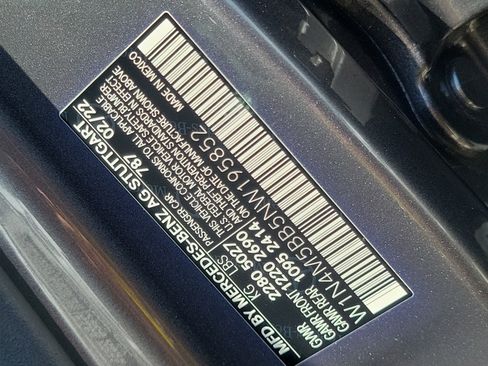 MFD BY MERCEDES-BENZ AG STUTTGART
787 02/22
KG LBS
GVWR 2280 5027
GAWR FRONT 1220 2690
GAWR REAR 1095 2414
PASSENGER CAR
THIS VEHICLE CONFORMS TO ALL APPLICABLE
FEDERAL MOTOR VEHICLE SAFETY, BUMPER
AND THEFT PREVENTION STANDARDS IN EFFECT
ON THE DATE OF MANUFACTURE SHOWN ABOVE
MADE IN MEXICO
W1N4M5BB5NW195852